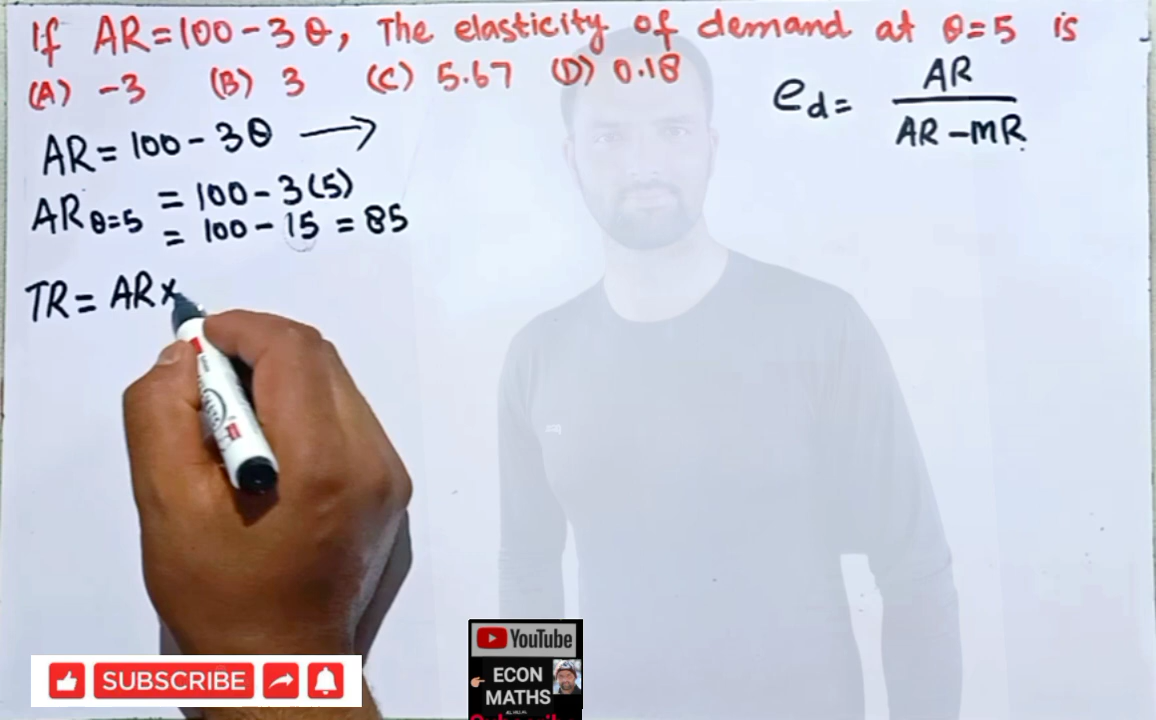 If AR=100-3θ, The elasticity of demand at θ=5 is
(A) -3 (B) 3 (C) 5.67 (D) 0.18
ed= AR
AR-MR
AR=100-3θ →
ARθ=5 =100-3(5)
= 100-15=85
TR= AR×
SUBSCRIBE
YouTube
ECON
MATHS